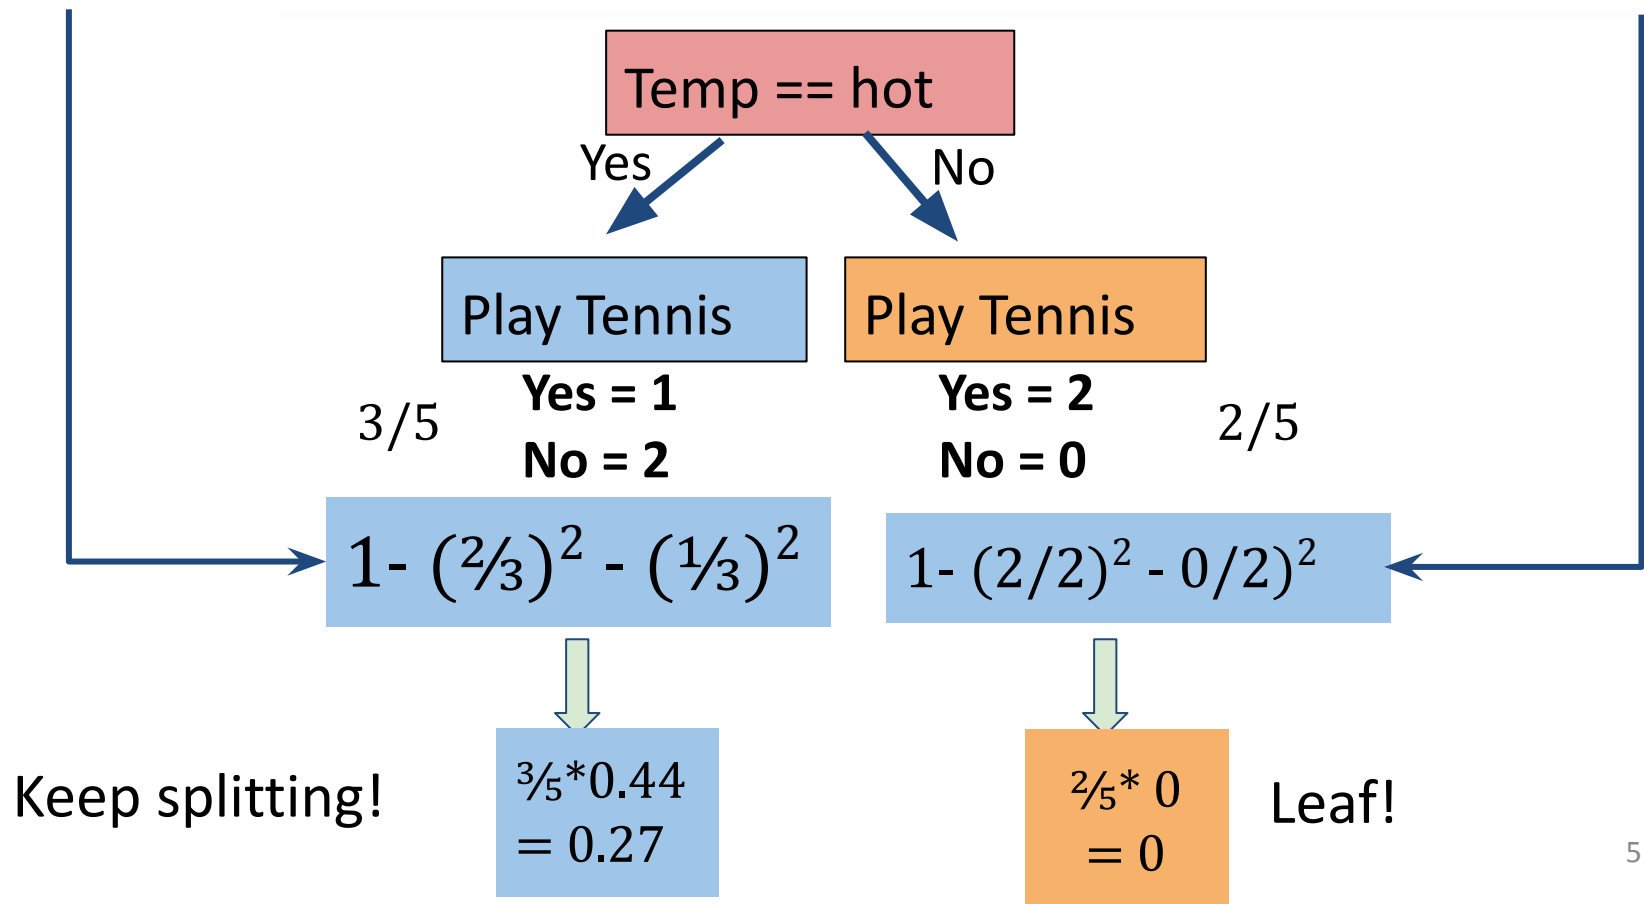 Temp == hot
Yes
No
Play Tennis
Play Tennis
3/5
Yes = 1
No = 2
Yes = 2
No = 0
2/5
1- (⅔)² - (⅓)²
1- (2/2)² - 0/2)²
Keep splitting!
⅗*0.44
= 0.27
⅖* 0
= 0
Leaf!
5